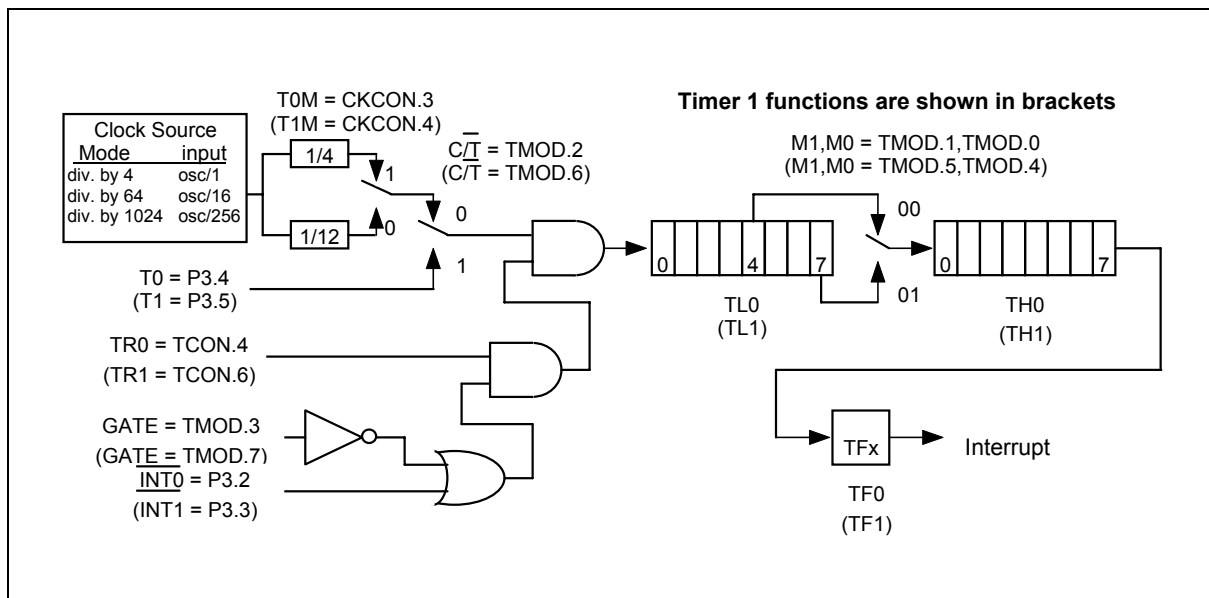 T0M = CKCON.3
(T1M = CKCON.4)
Timer 1 functions are shown in brackets
Clock Source
Mode input
div. by 4 osc/1
div. by 64 osc/16
div. by 1024 osc/256
1/4
1/12
1
0
C/T̅ = TMOD.2
(C/T̅ = TMOD.6)
0
1
M1,M0 = TMOD.1,TMOD.0
(M1,M0 = TMOD.5,TMOD.4)
00
01
0 4 7
0 7
T0 = P3.4
(T1 = P3.5)
TL0
(TL1)
TH0
(TH1)
TR0 = TCON.4
(TR1 = TCON.6)
GATE = TMOD.3
(GATE = TMOD.7)
I̅N̅T̅0̅ = P3.2
(I̅N̅T̅1̅ = P3.3)
TFx
Interrupt
TF0
(TF1)